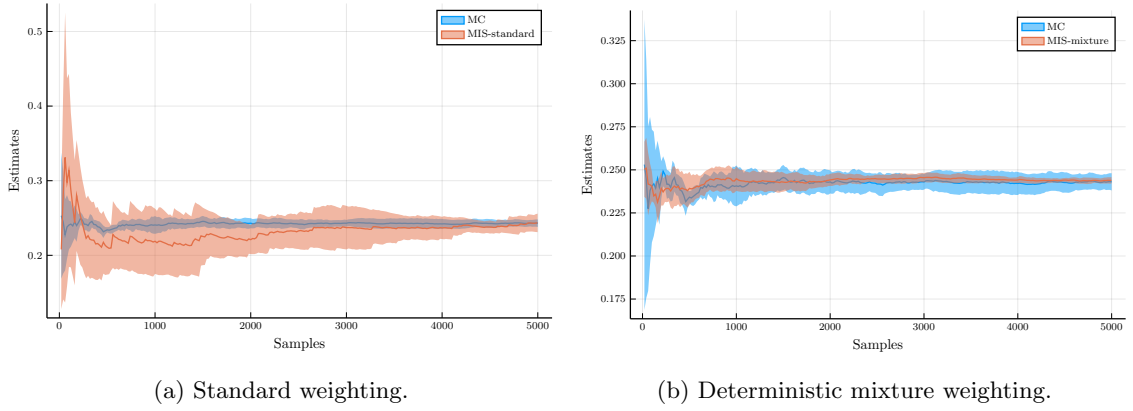 MC
MIS-standard
0.5
0.4
0.3
0.2
Estimates
0
1000
2000
3000
4000
5000
Samples
(a) Standard weighting.
MC
MIS-mixture
0.325
0.300
0.275
0.250
0.225
0.200
0.175
Estimates
0
1000
2000
3000
4000
5000
Samples
(b) Deterministic mixture weighting.